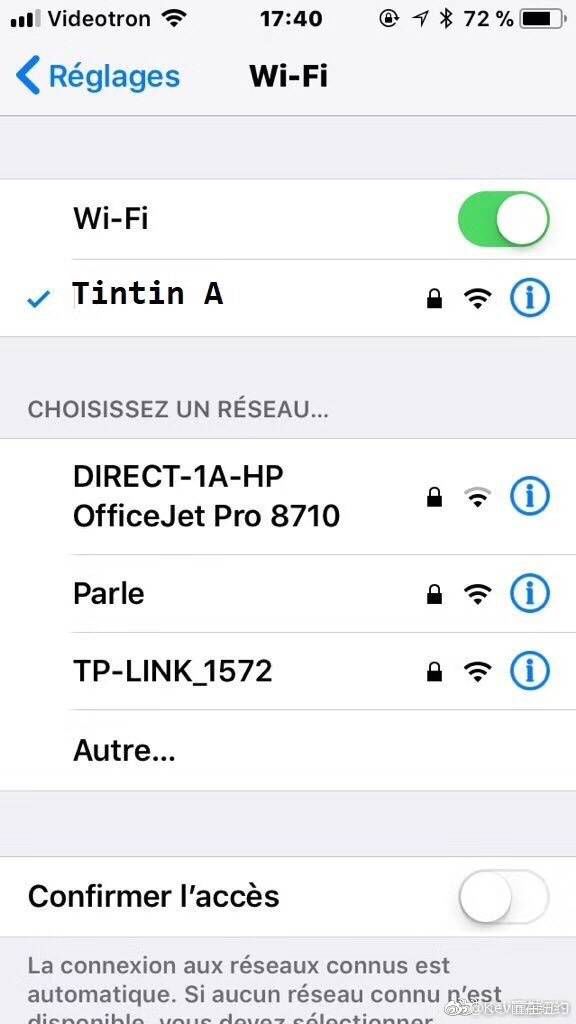 Videotron 17:40 72 %
Réglages Wi-Fi
Wi-Fi
Tintin A
CHOISISSEZ UN RÉSEAU...
DIRECT-1A-HP
OfficeJet Pro 8710
Parle
TP-LINK_1572
Autre...
Confirmer l’accès
La connexion aux réseaux connus est
automatique. Si aucun réseau connu n’est
disponible, vous devez sélectionner